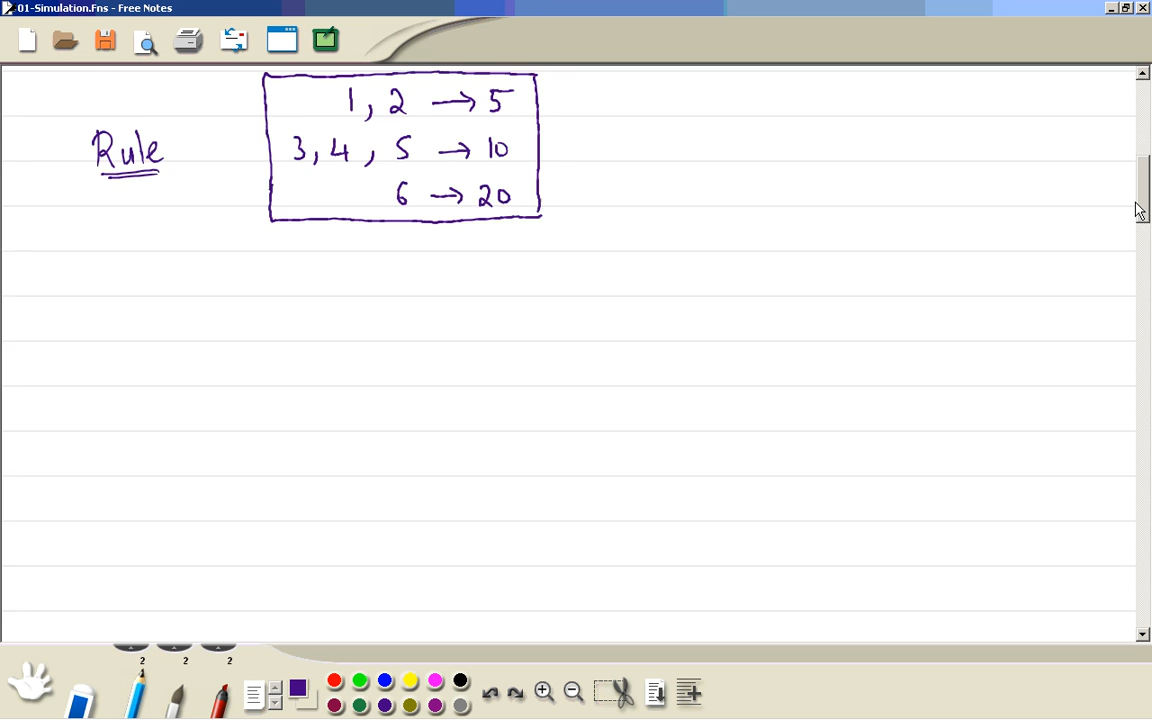 01-Simulation.Fns - Free Notes
1, 2 → 5
Rule
3, 4, 5 → 10
6 → 20
2 2 2